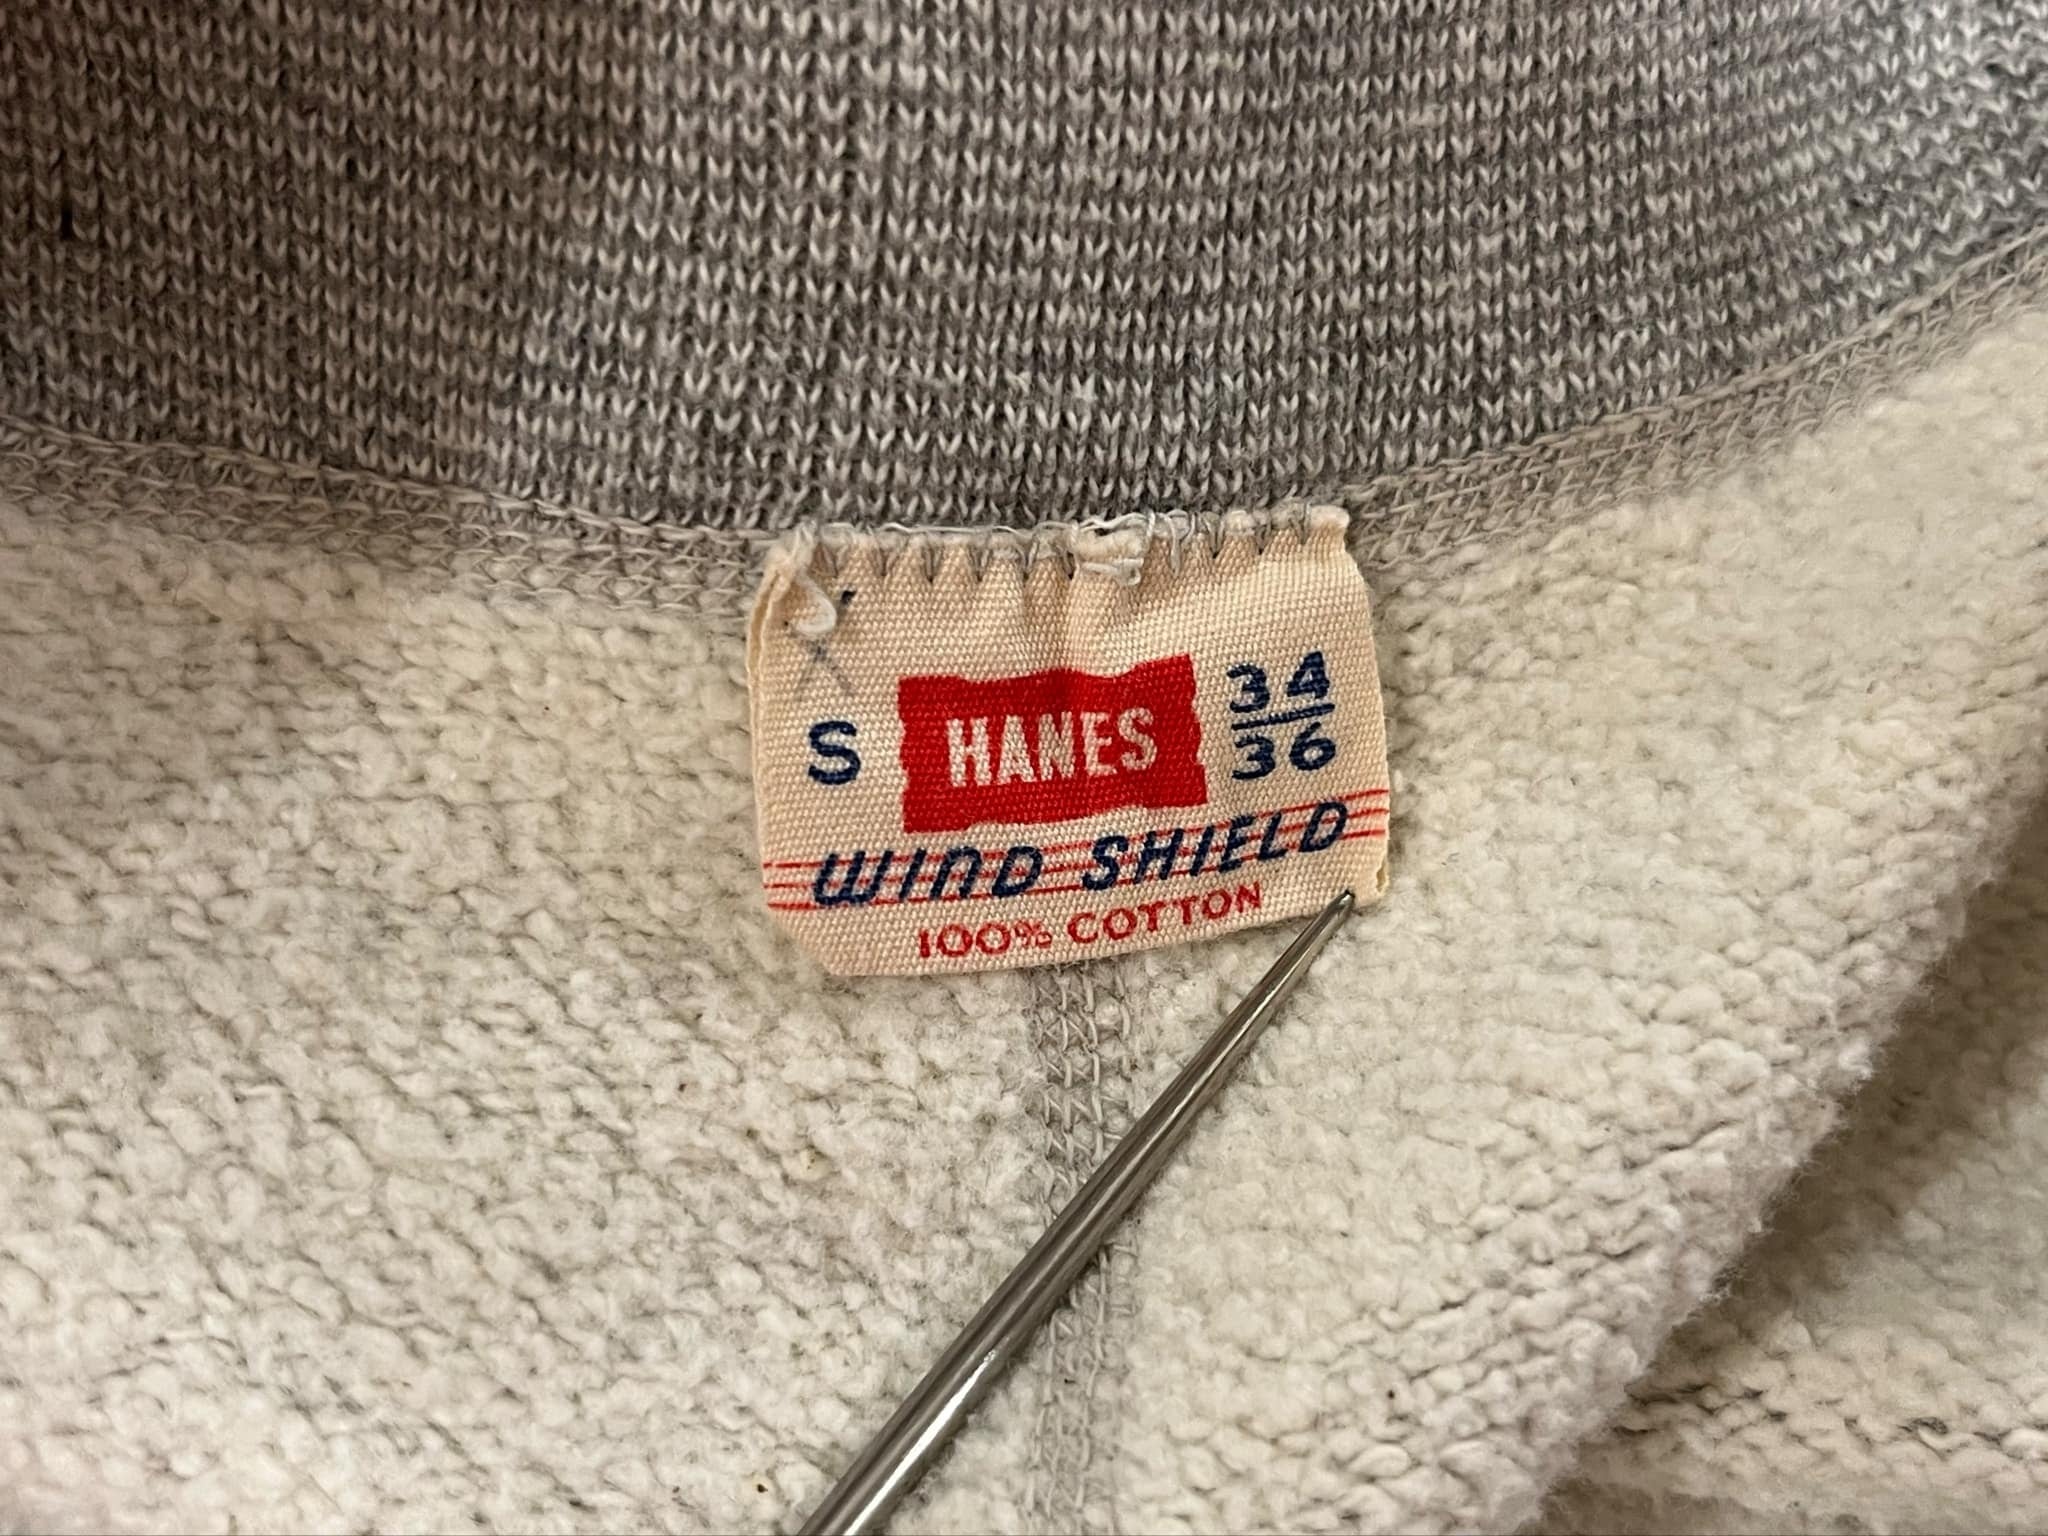 S HANES 34/36
WIND SHIELD
100% COTTON